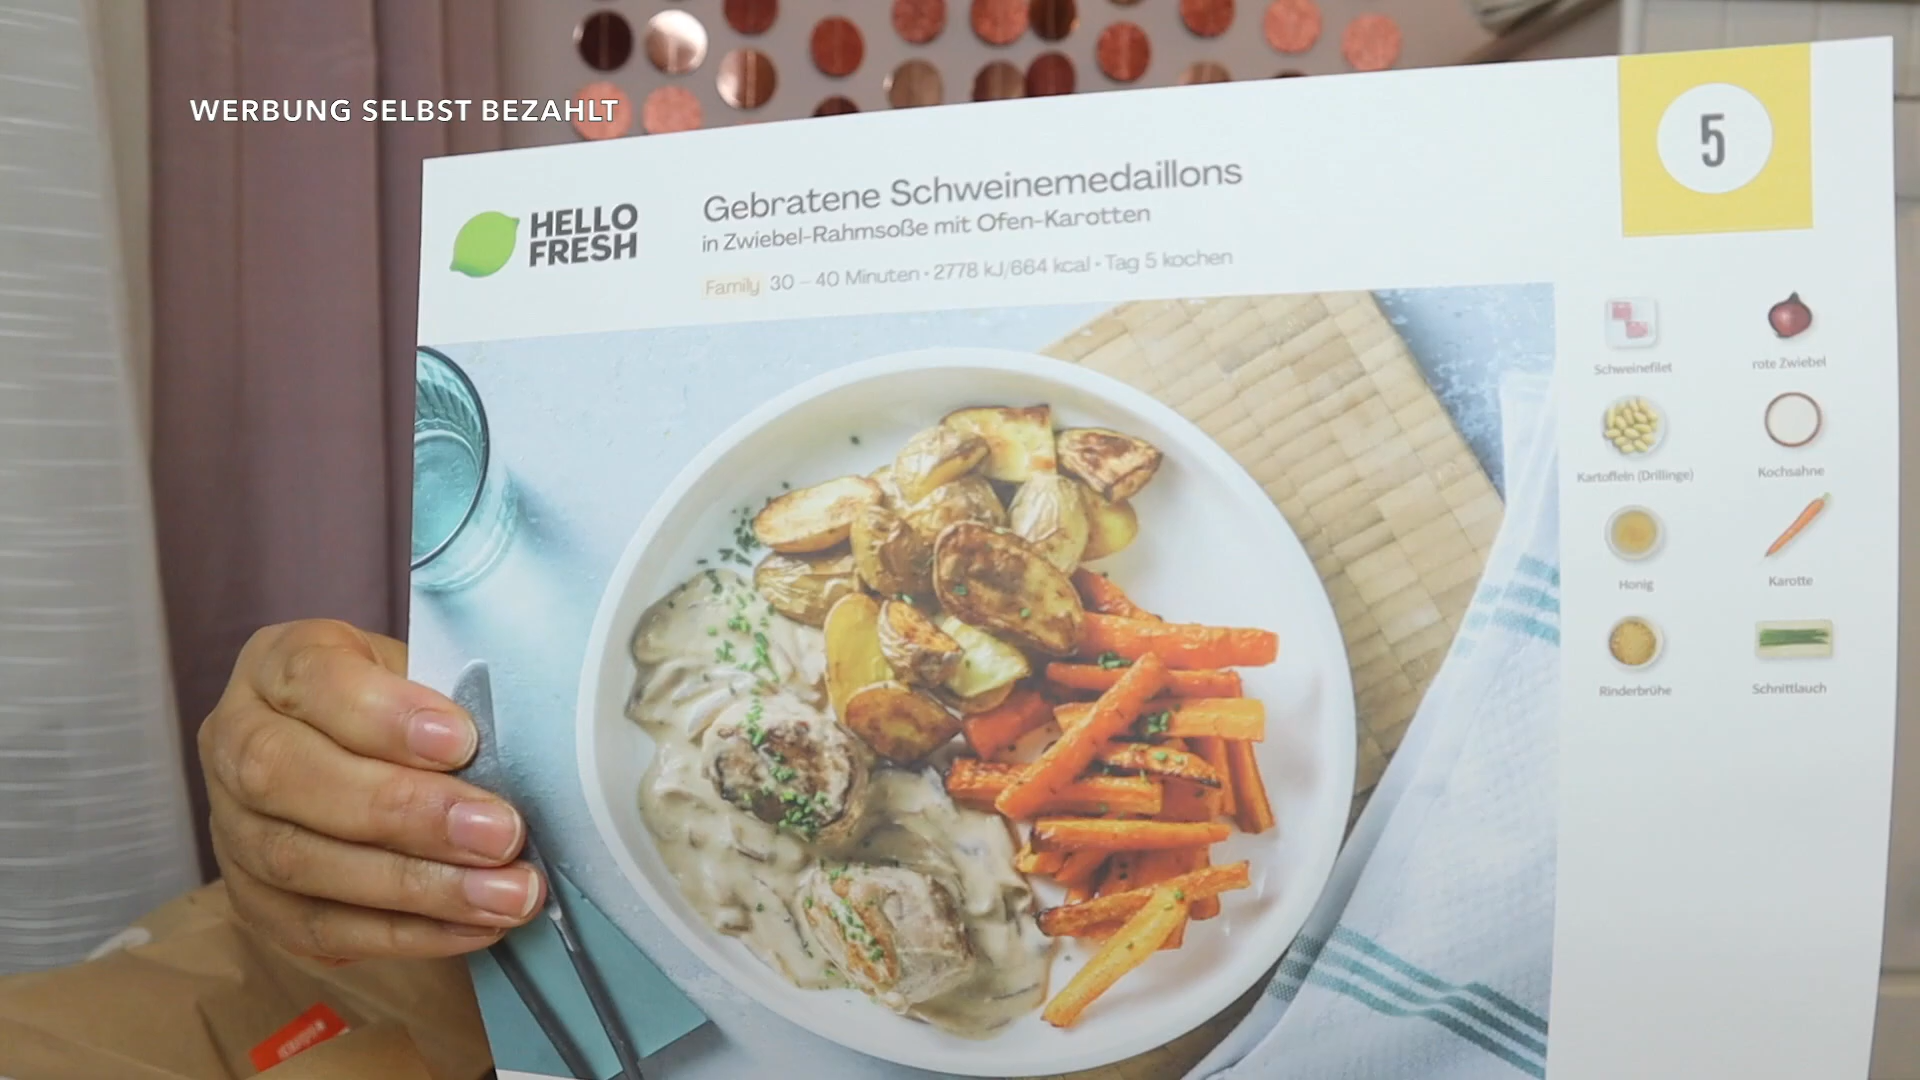 WERBUNG SELBST BEZAHLT
HELLO
FRESH
Gebratene Schweinemedaillons
in Zwiebel-Rahmsoße mit Ofen-Karotten
Family 30 – 40 Minuten • 2778 kJ/664 kcal • Tag 5 kochen
5
Schweinefilet
rote Zwiebel
Kartoffeln (Drillinge)
Kochsahne
Honig
Karotte
Rinderbrühe
Schnittlauch